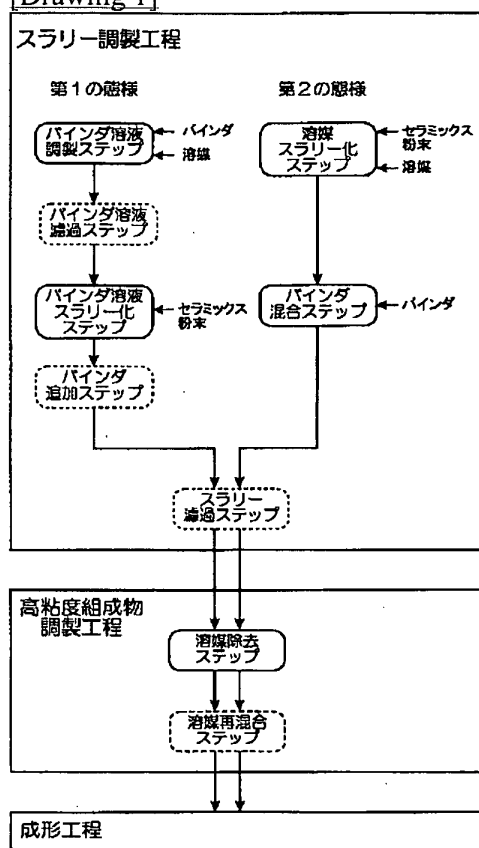 [Drawing 1]
スラリー調製工程
第1の態様
第2の態様
バインダ溶液
調製ステップ
バインダ
溶媒
溶媒
スラリー化
ステップ
セラミックス
粉末
溶媒
バインダ溶液
濾過ステップ
バインダ溶液
スラリー化
ステップ
セラミックス
粉末
バインダ
混合ステップ
バインダ
バインダ
追加ステップ
スラリー
濾過ステップ
高粘度組成物
調製工程
溶媒除去
ステップ
溶媒再混合
ステップ
成形工程